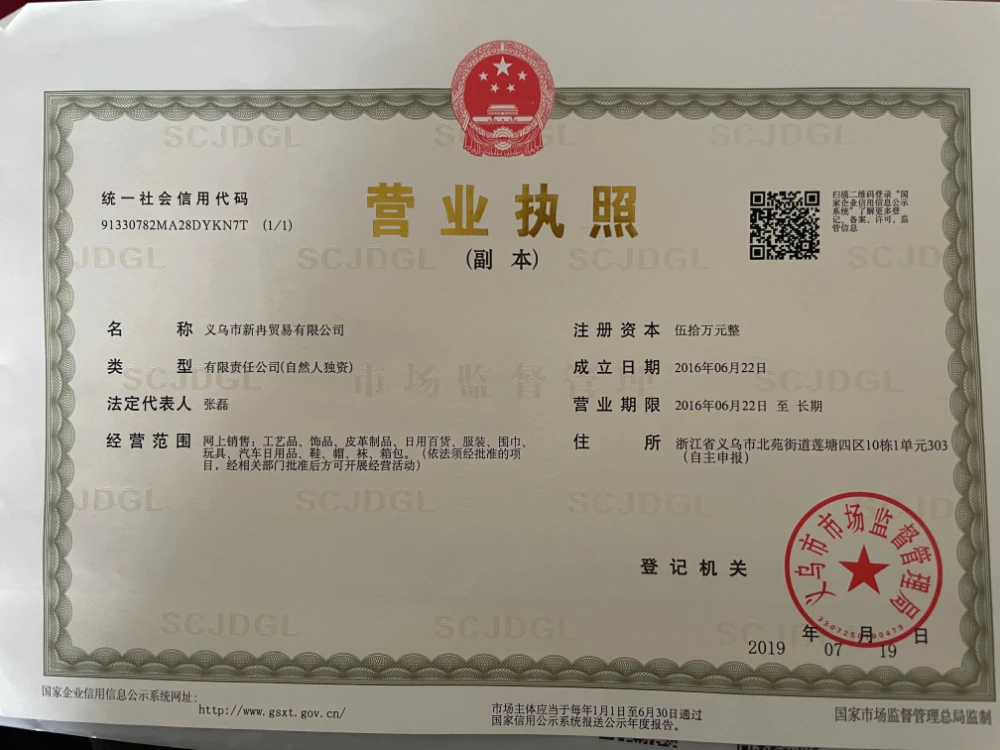 统一社会信用代码
91330782MA28DYKN7T (1/1)
营业执照
(副 本)
扫描二维码登录“国
家企业信用信息公示
系统”了解更多登
记、备案、许可、监
管信息
名 称 义乌市新冉贸易有限公司
类 型 有限责任公司(自然人独资)
法定代表人 张磊
经营范围 网上销售：工艺品、饰品、皮革制品、日用百货、服装、围巾、
玩具、汽车日用品、鞋、帽、袜、箱包。（依法须经批准的项
目，经相关部门批准后方可开展经营活动）
注册资本 伍拾万元整
成立日期 2016年06月22日
营业期限 2016年06月22日 至 长期
住 所 浙江省义乌市北苑街道莲塘四区10栋1单元303
（自主申报）
SCJDGL
市场监督管理
登记机关
义乌市市场监督管理局
2019 年 07 月 19 日
国家企业信用信息公示系统网址：
http://www.gsxt.gov.cn/
市场主体应当于每年1月1日至6月30日通过
国家信用公示系统报送公示年度报告。
国家市场监督管理总局监制